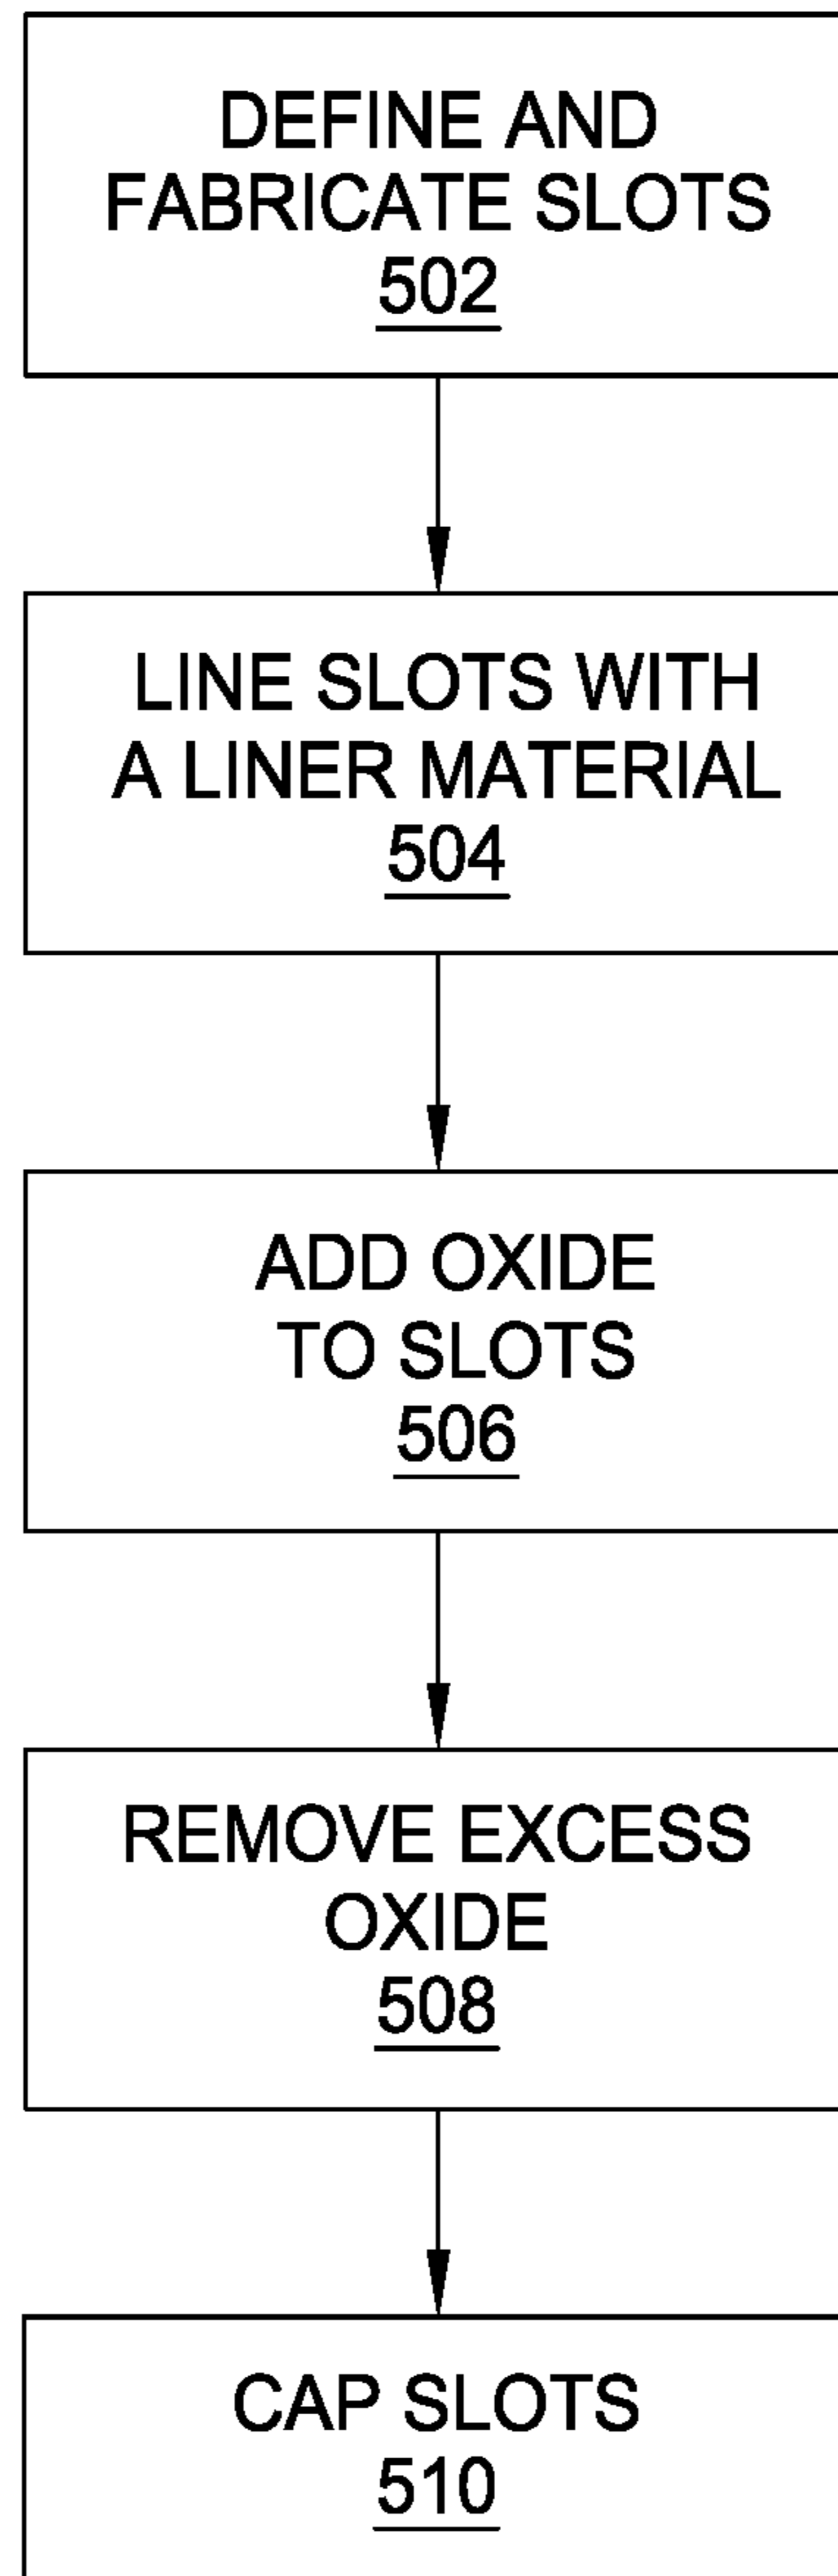 DEFINE AND
FABRICATE SLOTS
502
LINE SLOTS WITH
A LINER MATERIAL
504
ADD OXIDE
TO SLOTS
506
REMOVE EXCESS
OXIDE
508
CAP SLOTS
510